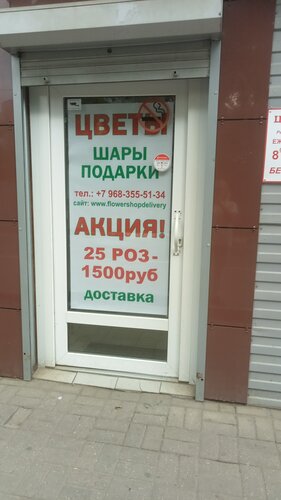 ЦВЕТЫ
ШАРЫ
ПОДАРКИ
тел.: +7 968-355-51-34
сайт: www.flowershopdelivery
АКЦИЯ!
25 РОЗ-
1500руб
доставка